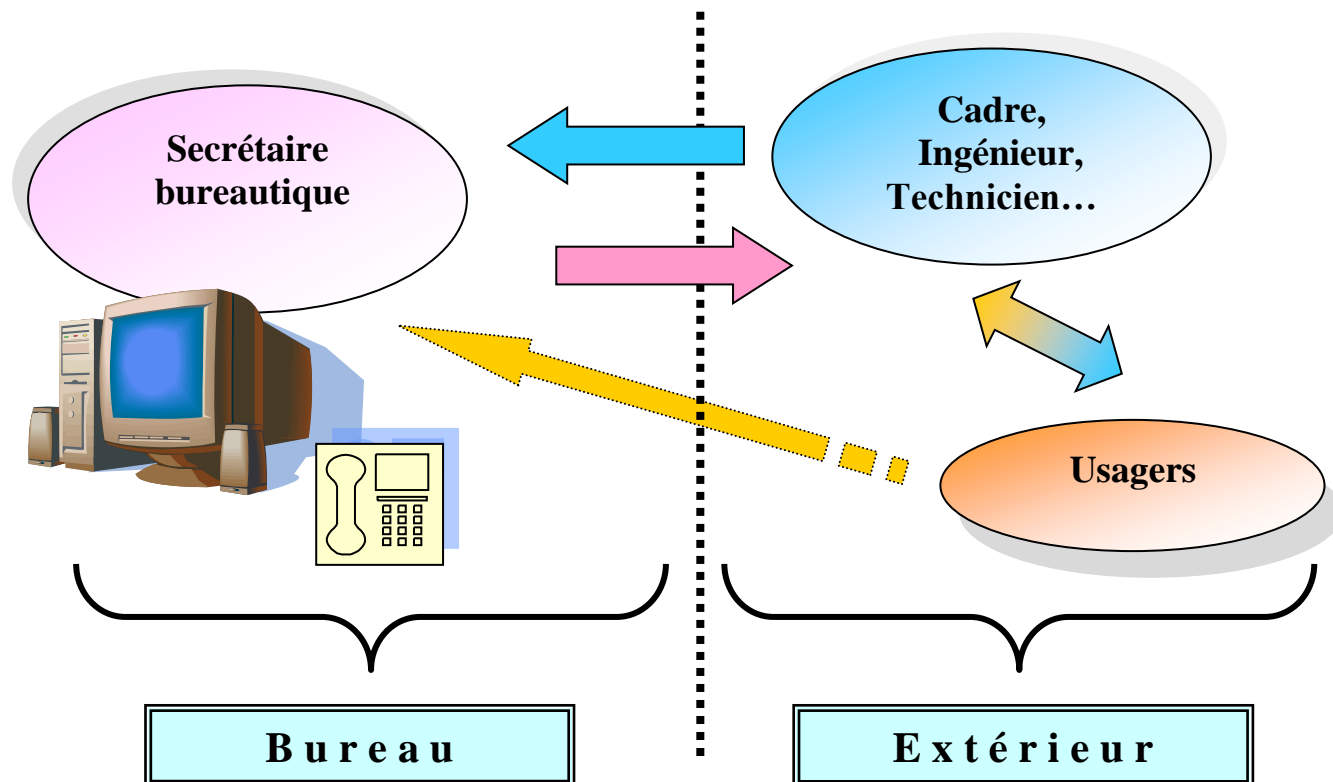 Secrétaire
bureautique
Cadre,
Ingénieur,
Technicien…
Usagers
Bureau
Extérieur